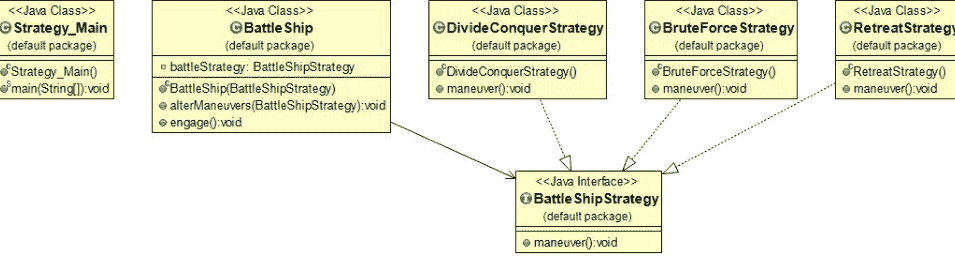 <<Java Class>>
Strategy_Main
(default package)
Strategy_Main()
main(String[]):void
<<Java Class>>
BattleShip
(default package)
battleStrategy: BattleShipStrategy
BattleShip(BattleShipStrategy)
alterManeuvers(BattleShipStrategy):void
engage():void
<<Java Class>>
DivideConquerStrategy
(default package)
DivideConquerStrategy()
maneuver():void
<<Java Class>>
BruteForceStrategy
(default package)
BruteForceStrategy()
maneuver():void
<<Java Class>>
RetreatStrategy
(default package)
RetreatStrategy()
maneuver():void
<<Java Interface>>
BattleShipStrategy
(default package)
maneuver():void